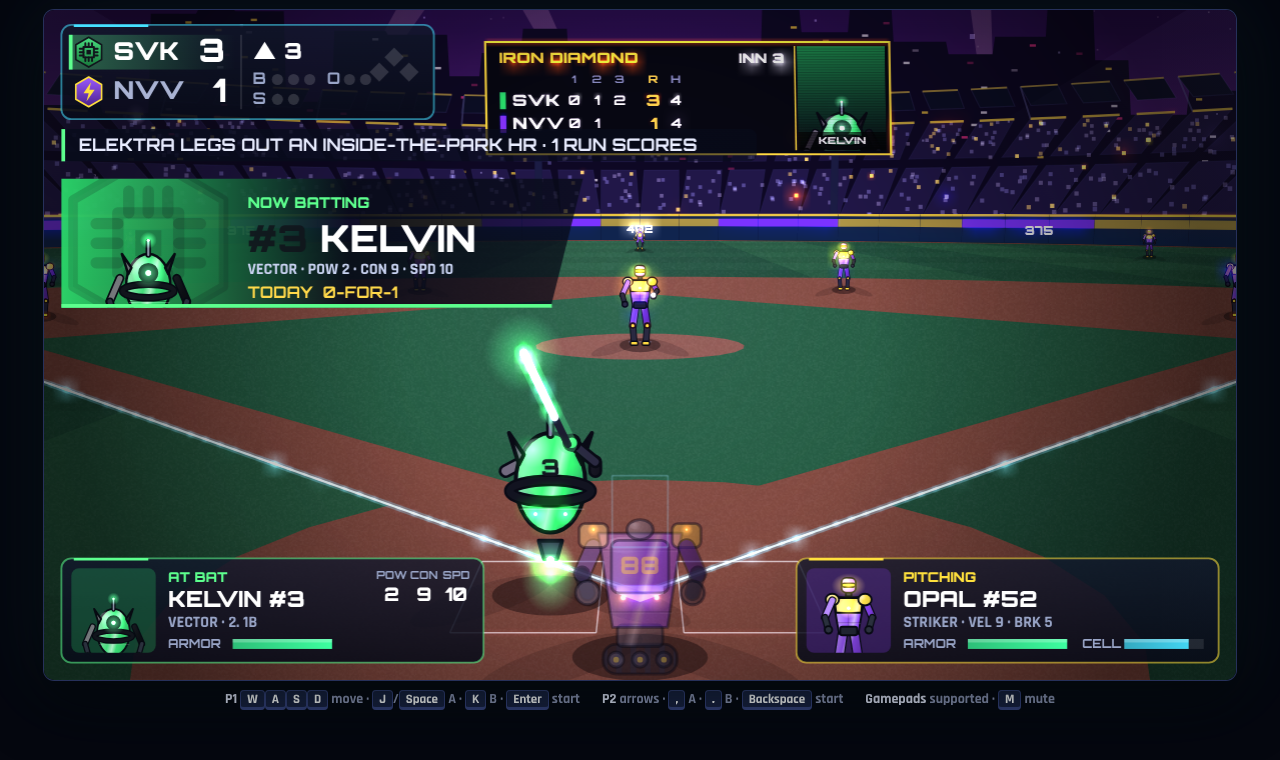 SVK 3 ▲ 3
NVV 1
B O
S
IRON DIAMOND INN 3
1 2 3 R H
SVK 0 1 2 3 4
NVV 0 1 1 4
KELVIN
ELEKTRA LEGS OUT AN INSIDE-THE-PARK HR · 1 RUN SCORES
NOW BATTING
#3 KELVIN
VECTOR · POW 2 · CON 9 · SPD 10
TODAY 0-FOR-1
375
3
88
AT BAT
KELVIN #3
VECTOR · 2. 1B
ARMOR
POW CON SPD
2 9 10
PITCHING
OPAL #52
STRIKER · VEL 9 · BRK 5
ARMOR CELL
P1 W A S D move · J / Space A · K B · Enter start P2 arrows · , A · . B · Backspace start Gamepads supported · M mute